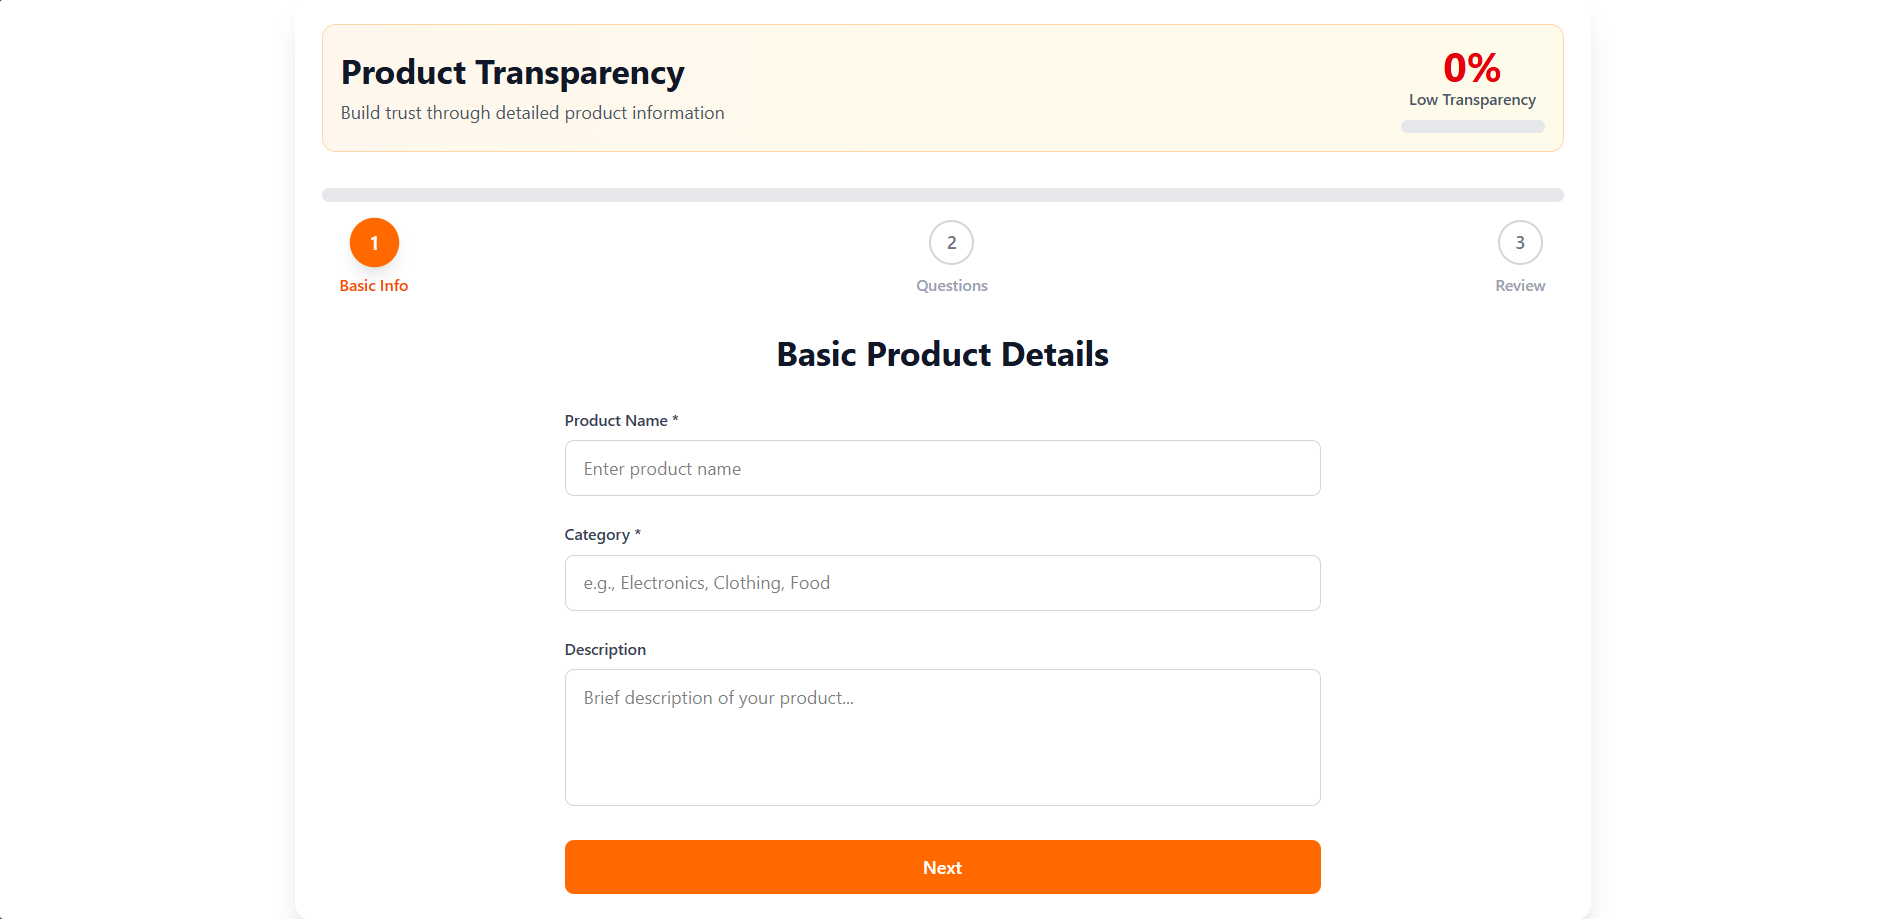 Product Transparency
Build trust through detailed product information
0%
Low Transparency
1
Basic Info
2
Questions
3
Review
Basic Product Details
Product Name *
Enter product name
Category *
e.g., Electronics, Clothing, Food
Description
Brief description of your product...
Next